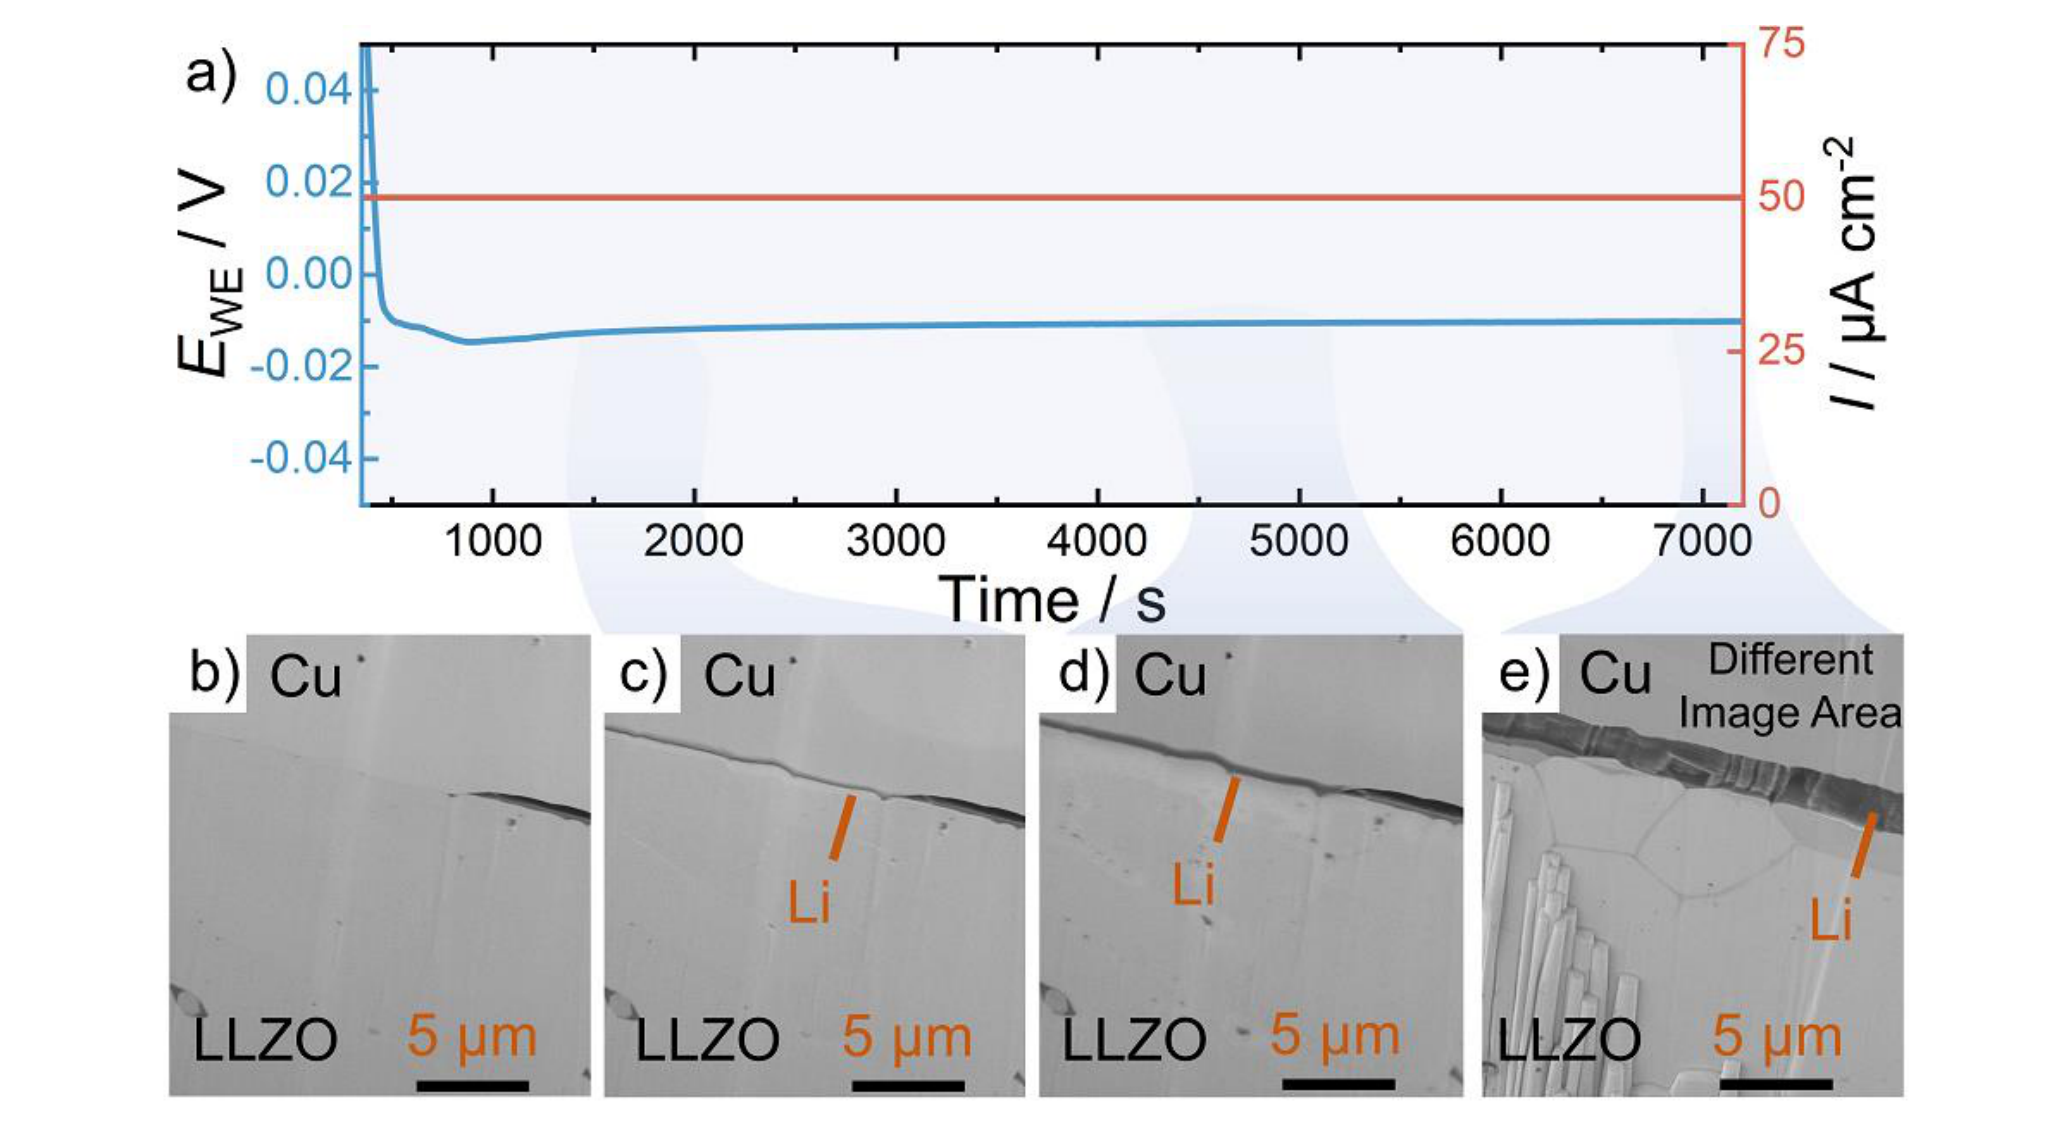 a)
0.04
0.02
0.00
-0.02
-0.04
E_WE / V
75
50
25
0
I / µA cm⁻²
1000 2000 3000 4000 5000 6000 7000
Time / s
b) Cu
LLZO 5 µm
c) Cu
Li
LLZO 5 µm
d) Cu
Li
LLZO 5 µm
e) Cu Different
Image Area
Li
LLZO 5 µm